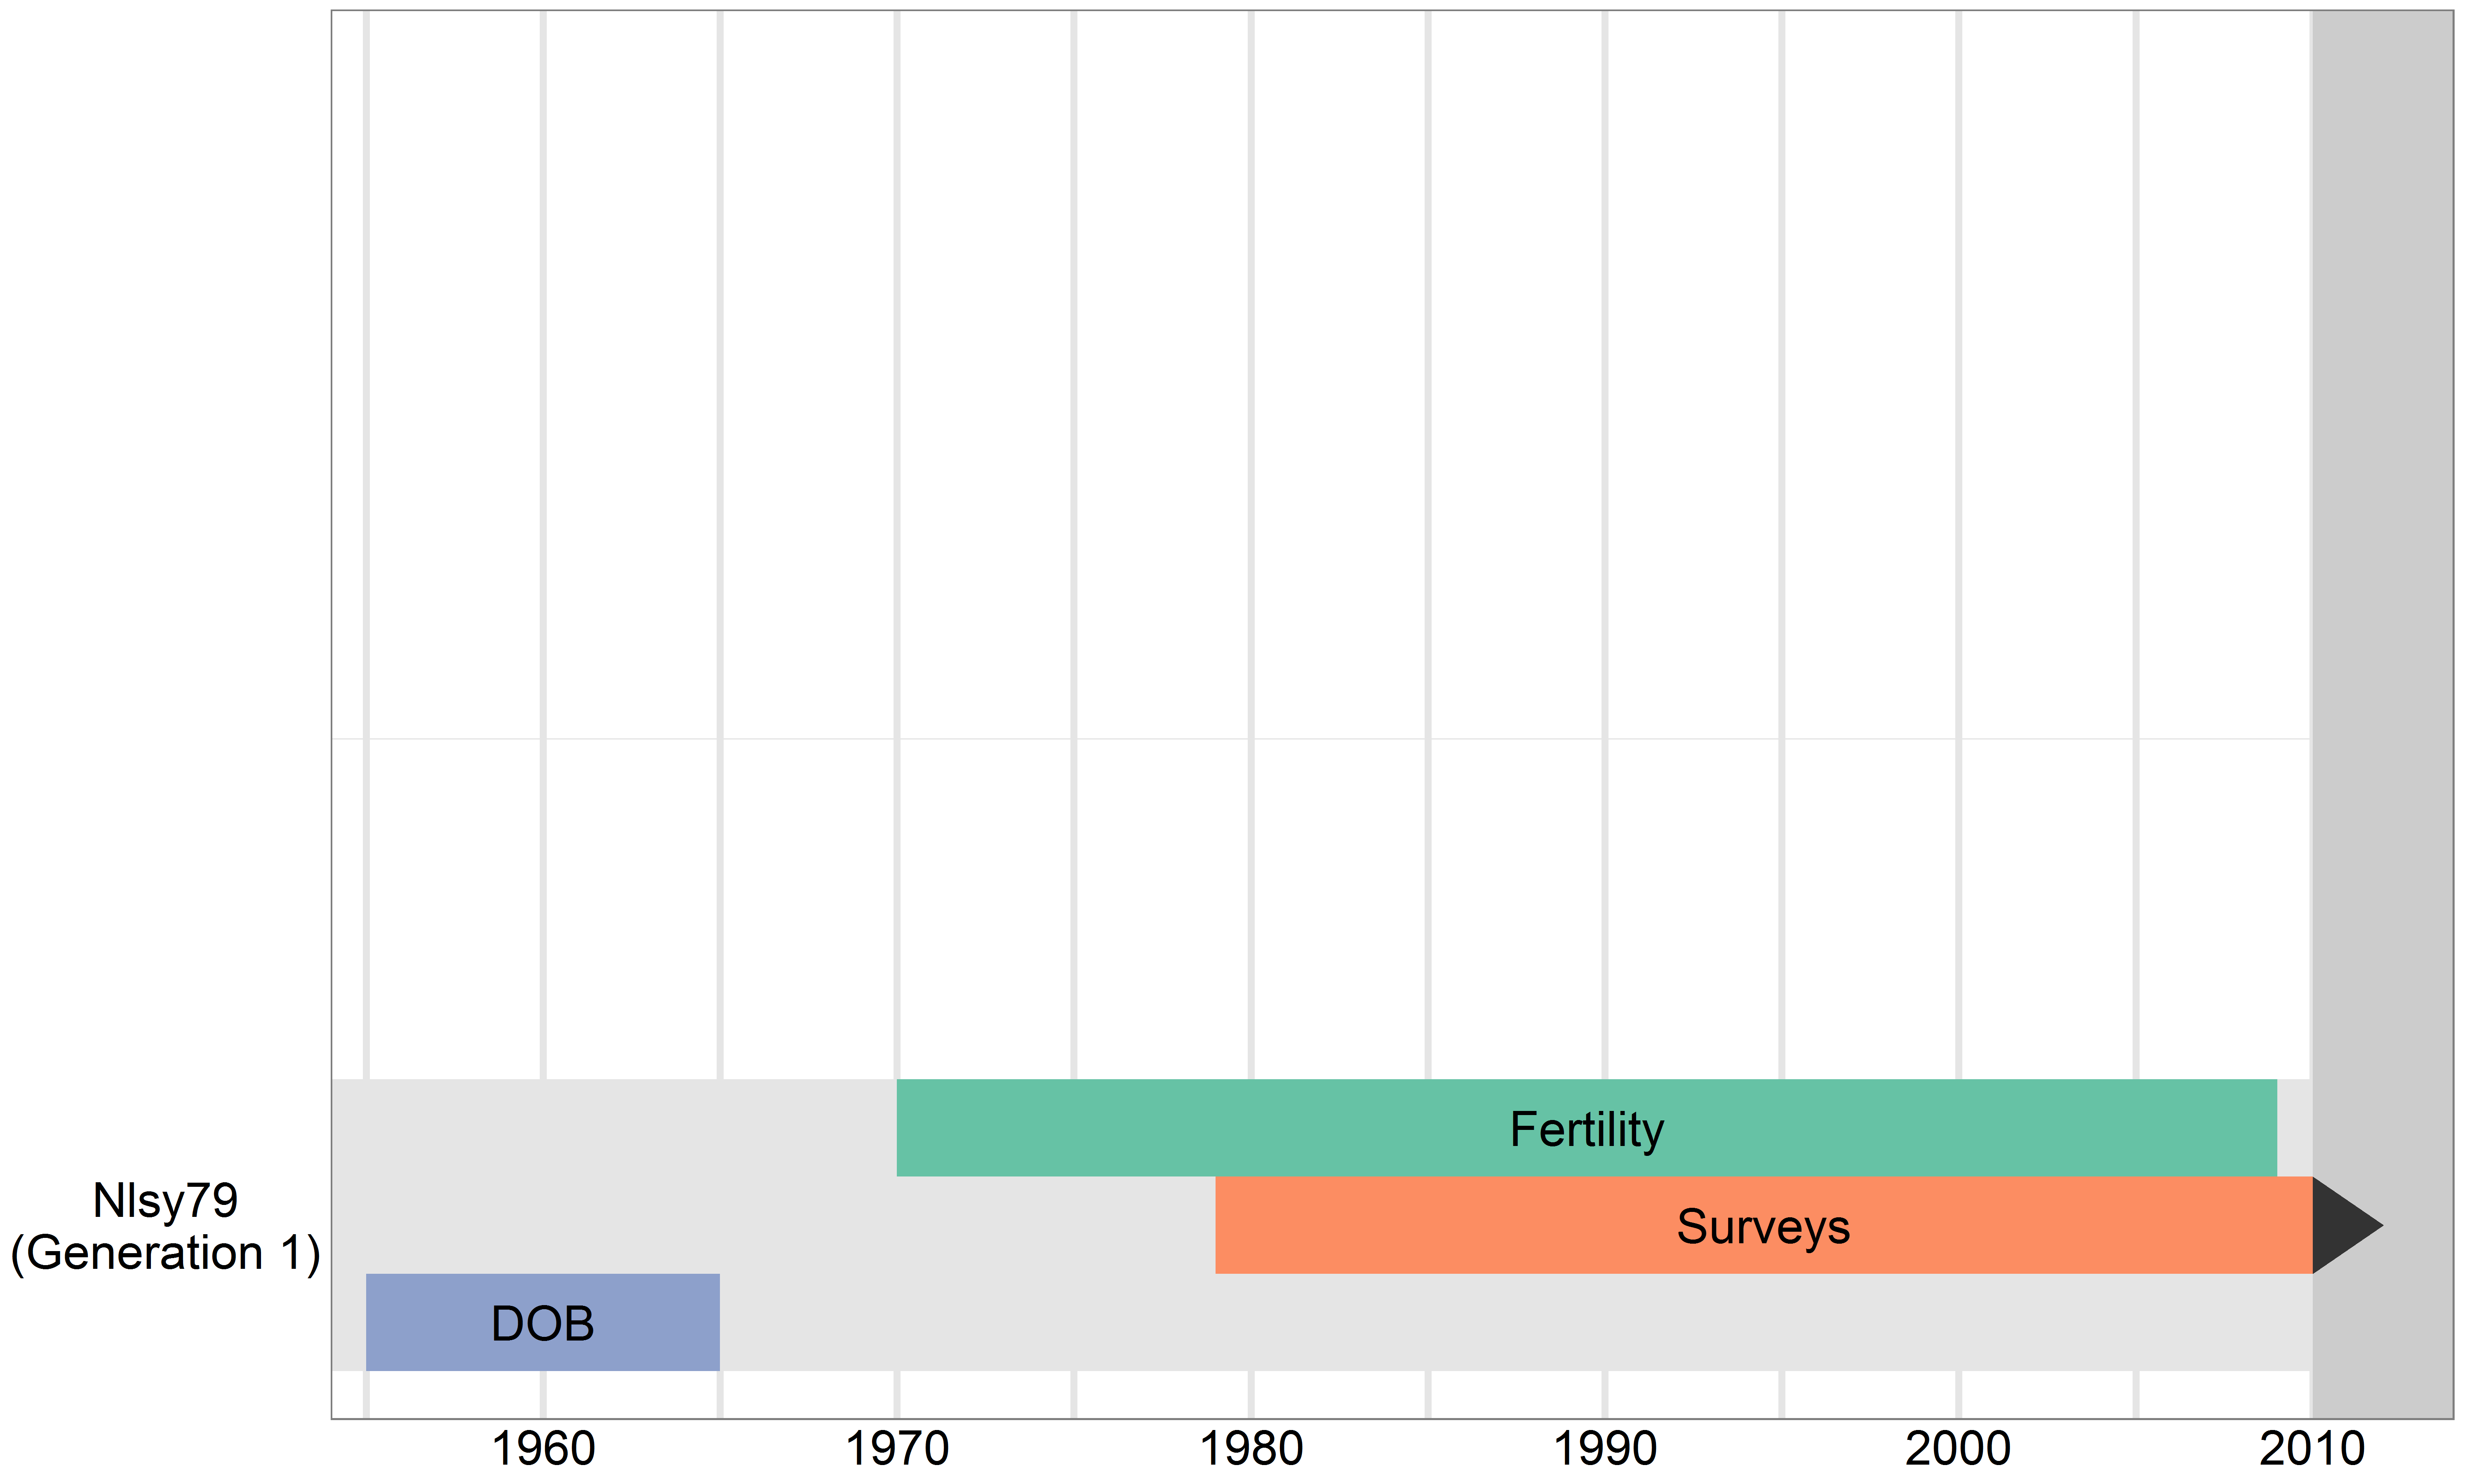 Fertility
Nlsy79
(Generation 1)
Surveys
DOB
1960
1970
1980
1990
2000
2010